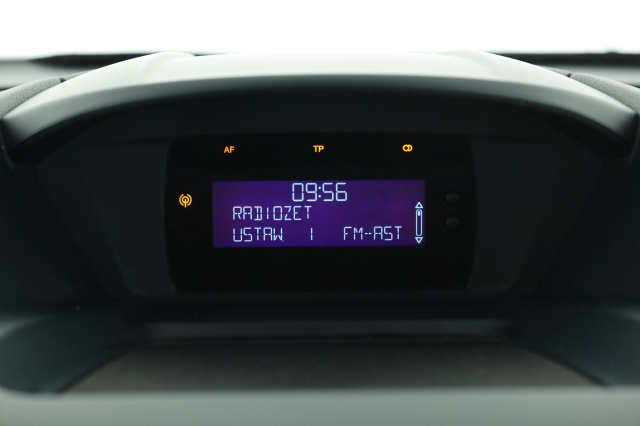 AF TP
09:56
RADIOZET
USTAW 1 FM-AST